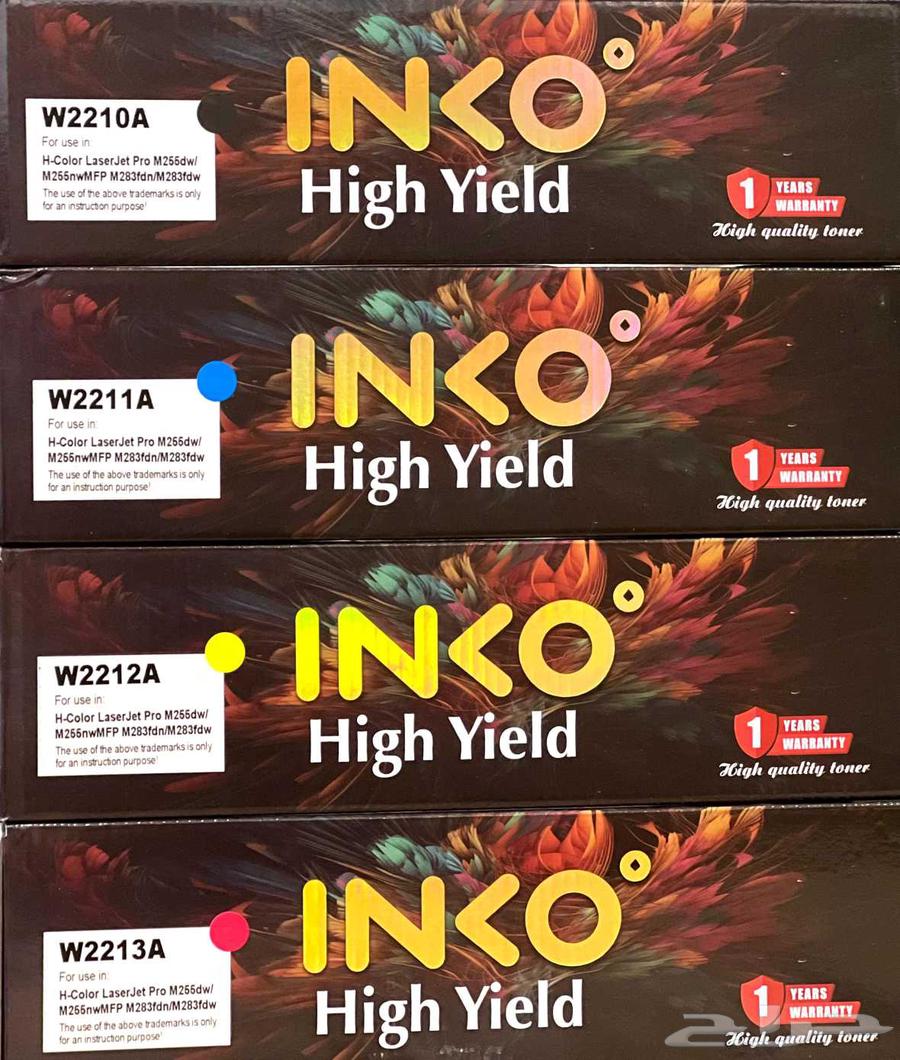 W2210A
For use in:
H-Color LaserJet Pro M255dw/
M255nwMFP M283fdn/M283fdw
The use of the above trademarks is only
for an instruction purpose!
INKO
High Yield
1 YEARS
WARRANTY
High quality toner
W2211A
For use in:
H-Color LaserJet Pro M255dw/
M255nwMFP M283fdn/M283fdw
The use of the above trademarks is only
for an instruction purpose!
INKO
High Yield
1 YEARS
WARRANTY
High quality toner
W2212A
For use in:
H-Color LaserJet Pro M255dw/
M255nwMFP M283fdn/M283fdw
The use of the above trademarks is only
for an instruction purpose!
INKO
High Yield
1 YEARS
WARRANTY
High quality toner
W2213A
For use in:
H-Color LaserJet Pro M255dw/
M255nwMFP M283fdn/M283fdw
The use of the above trademarks is only
for an instruction purpose!
INKO
High Yield
1 YEARS
WARRANTY
High quality toner
حراج